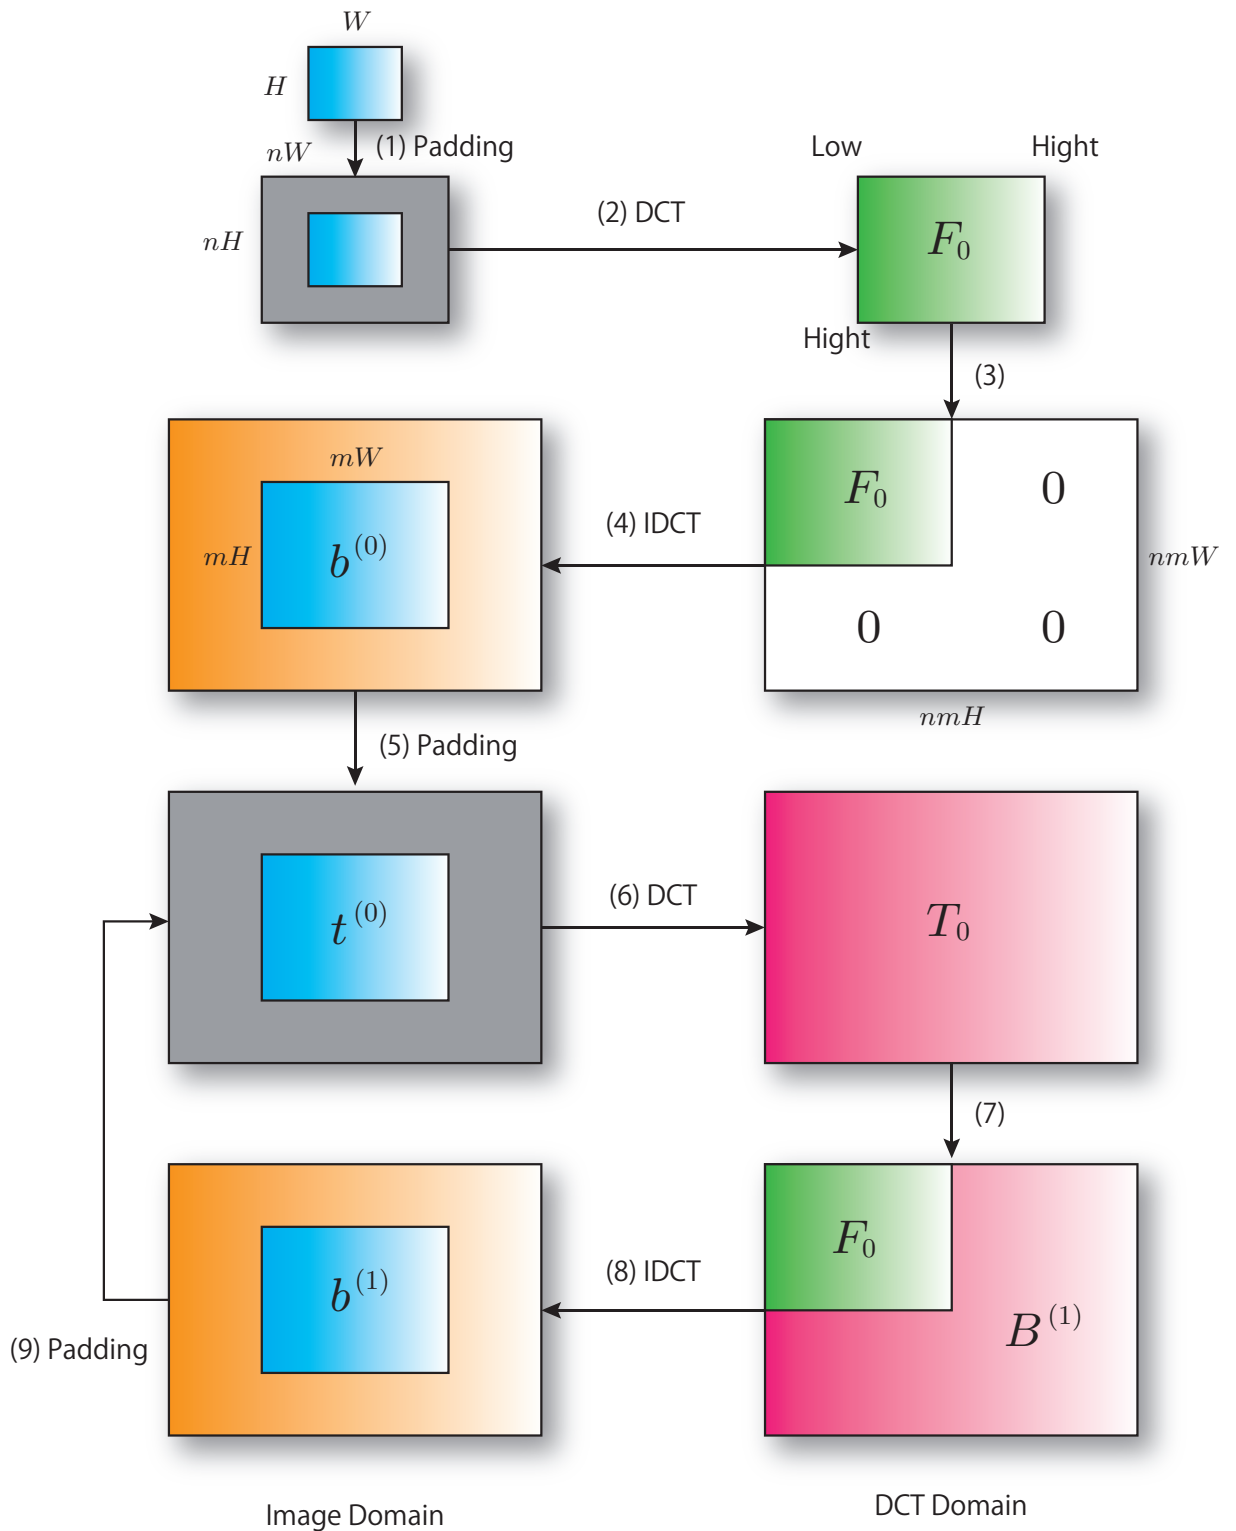 W
H
(1) Padding
nW
Low
Hight
(2) DCT
nH
F₀
Hight
(3)
mW
F₀
0
(4) IDCT
mH
b⁽⁰⁾
nmW
0
0
nmH
(5) Padding
(6) DCT
t⁽⁰⁾
T₀
(7)
F₀
(8) IDCT
b⁽¹⁾
B⁽¹⁾
(9) Padding
Image Domain
DCT Domain